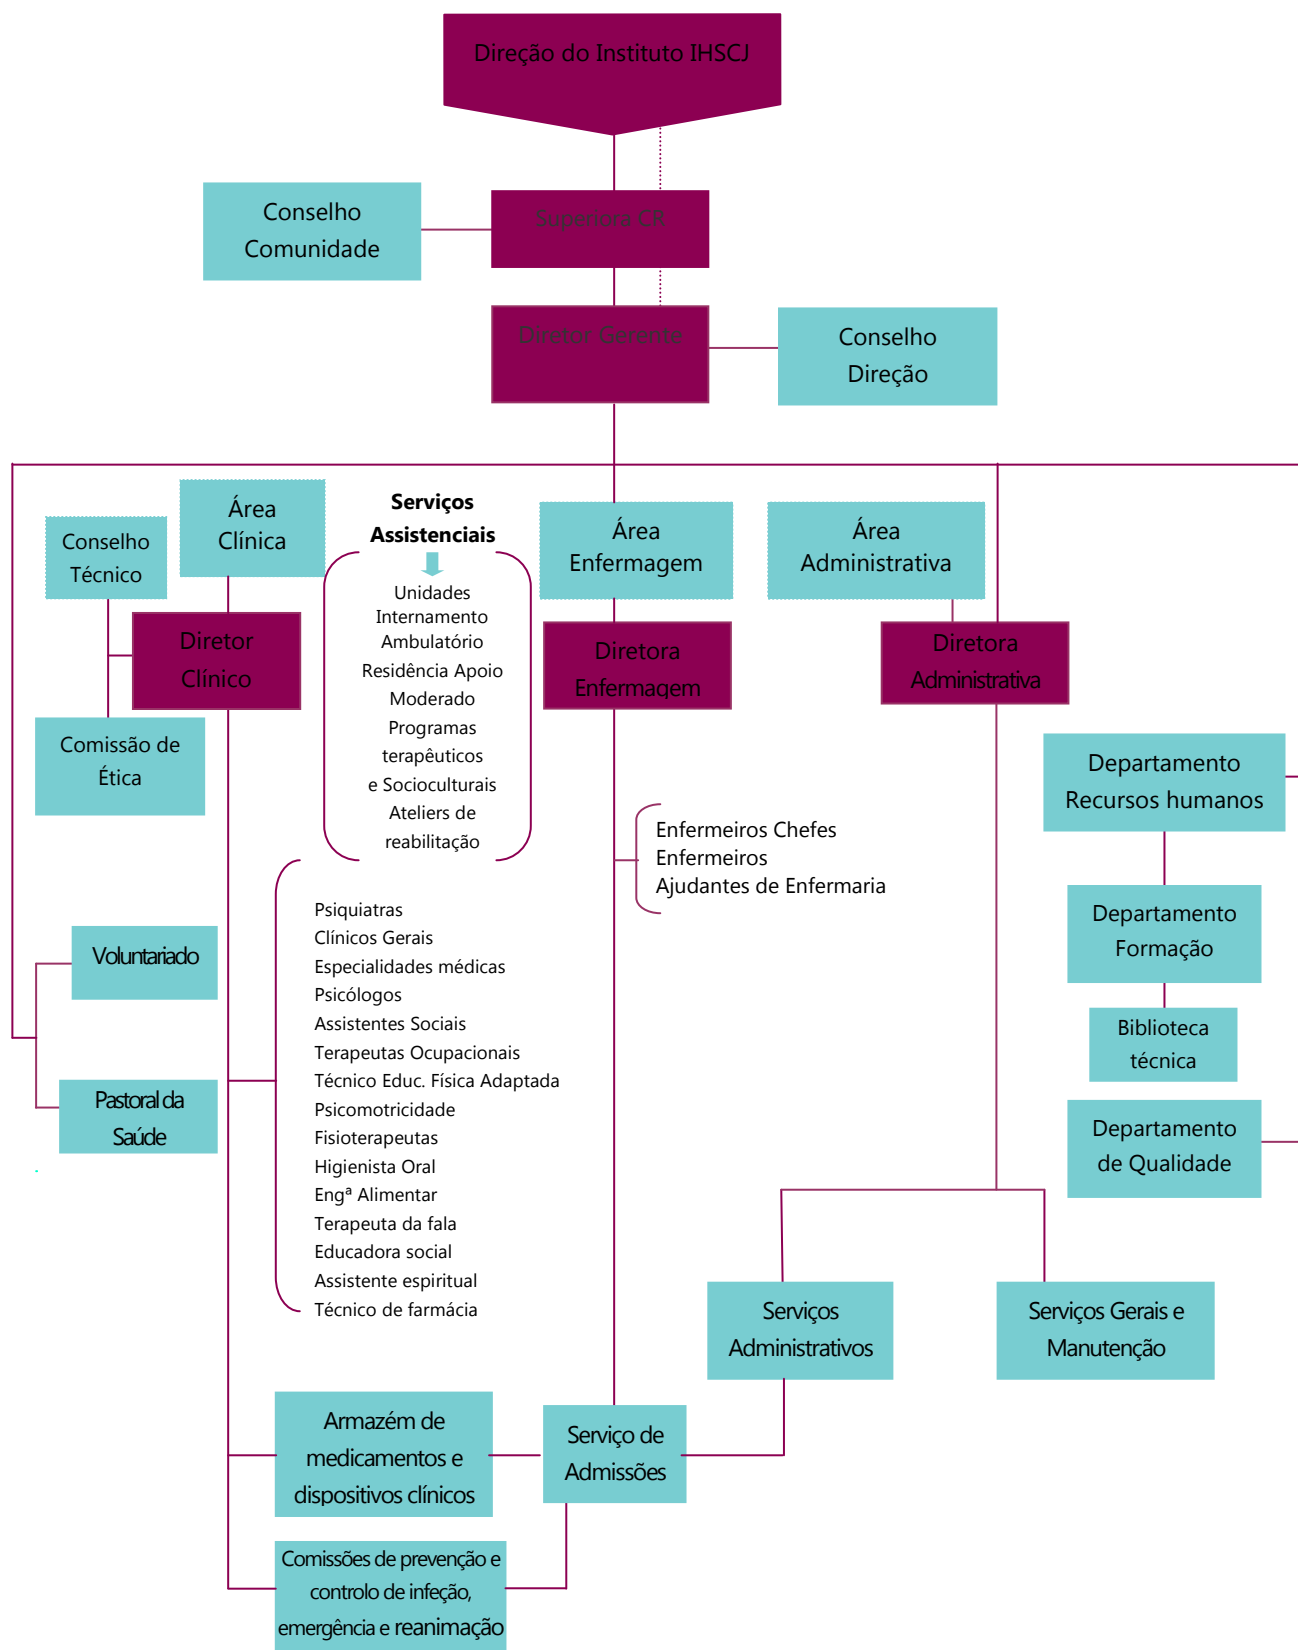 Direção do Instituto IHSCJ
Conselho
Comunidade
Superiora CR
Diretor Gerente
Conselho
Direção
Conselho
Técnico
Área
Clínica
Diretor
Clínico
Comissão de
Ética
Serviços
Assistenciais
Unidades
Internamento
Ambulatório
Residência Apoio
Moderado
Programas
terapêuticos
e Socioculturais
Ateliers de
reabilitação
Área
Enfermagem
Diretora
Enfermagem
Enfermeiros Chefes
Enfermeiros
Ajudantes de Enfermaria
Área
Administrativa
Diretora
Administrativa
Departamento
Recursos humanos
Departamento
Formação
Biblioteca
técnica
Departamento
de Qualidade
Voluntariado
Pastoral da
Saúde
Psiquiatras
Clínicos Gerais
Especialidades médicas
Psicólogos
Assistentes Sociais
Terapeutas Ocupacionais
Técnico Educ. Física Adaptada
Psicomotricidade
Fisioterapeutas
Higienista Oral
Engª Alimentar
Terapeuta da fala
Educadora social
Assistente espiritual
Técnico de farmácia
Serviços
Administrativos
Serviços Gerais e
Manutenção
Armazém de
medicamentos e
dispositivos clínicos
Serviço de
Admissões
Comissões de prevenção e
controlo de infeção,
emergência e reanimação